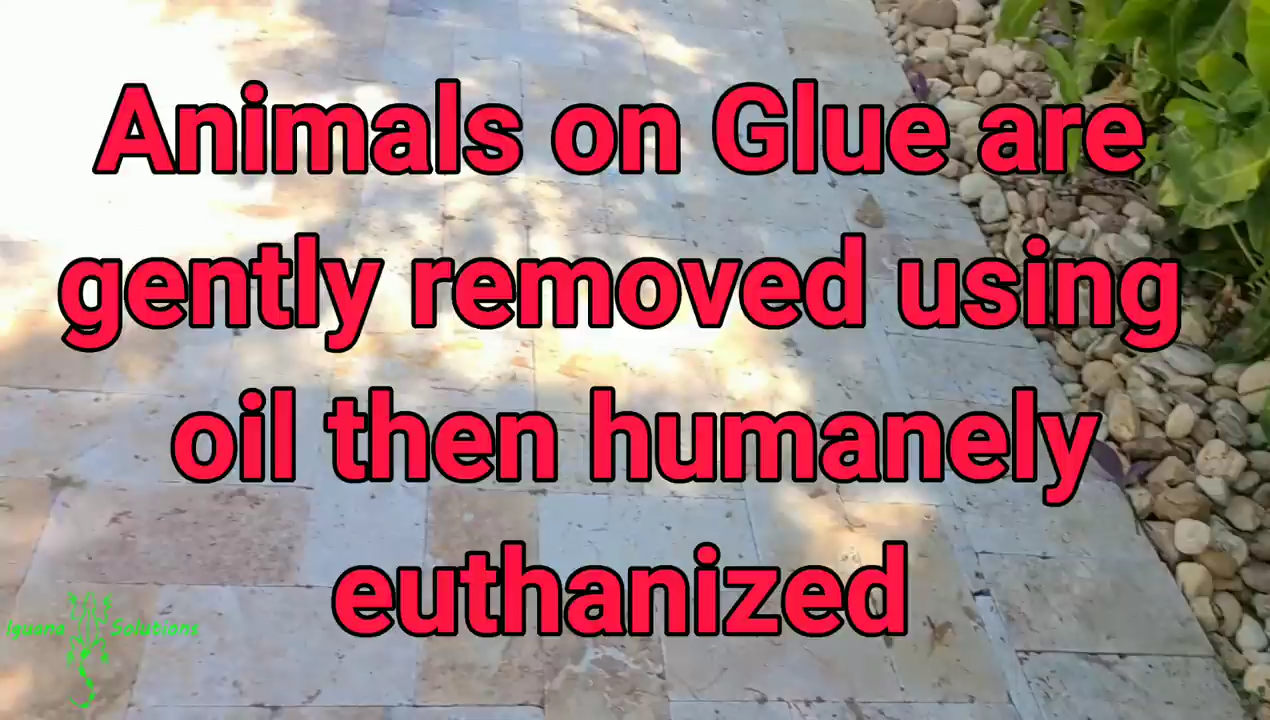 Animals on Glue are
gently removed using
oil then humanely
euthanized
Iguana Solutions